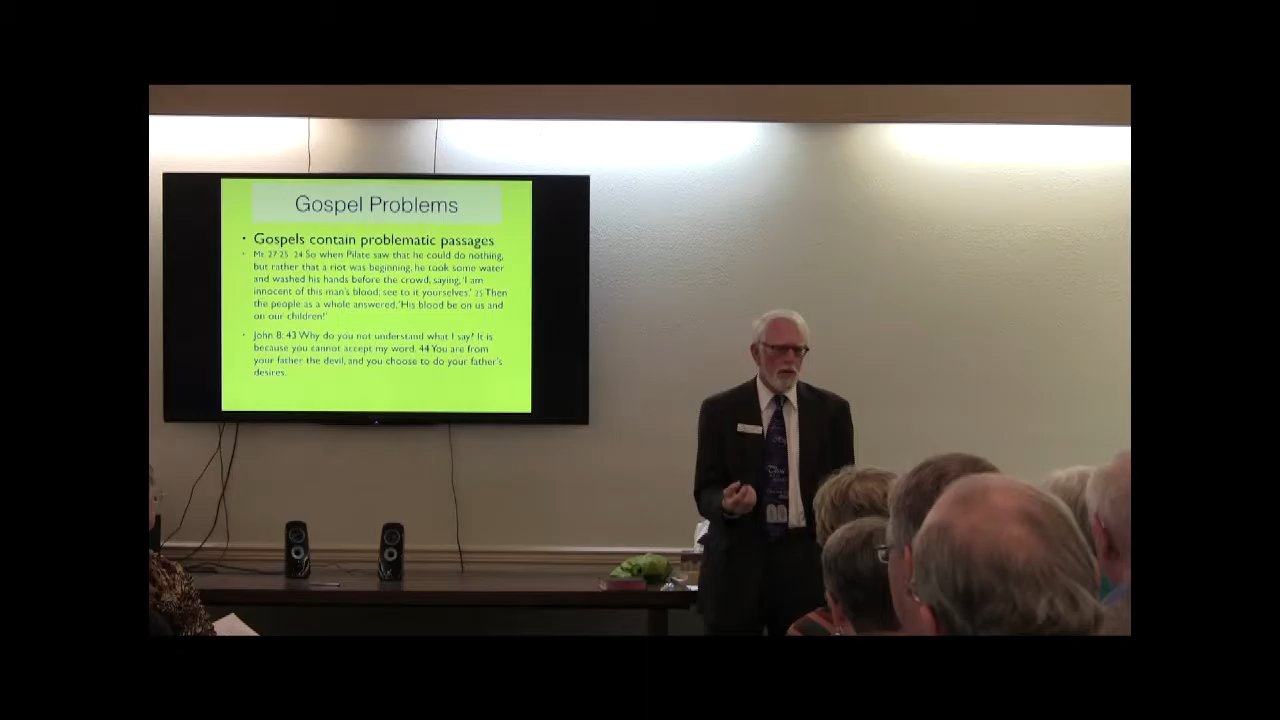 Gospel Problems
• Gospels contain problematic passages
• Mt 27:25 24 So when Pilate saw that he could do nothing,
but rather that a riot was beginning, he took some water
and washed his hands before the crowd, saying, 'I am
innocent of this man's blood; see to it yourselves.' 25 Then
the people as a whole answered, 'His blood be on us and
on our children!'
• John 8: 43 Why do you not understand what I say? It is
because you cannot accept my word. 44 You are from
your father the devil, and you choose to do your father's
desires.